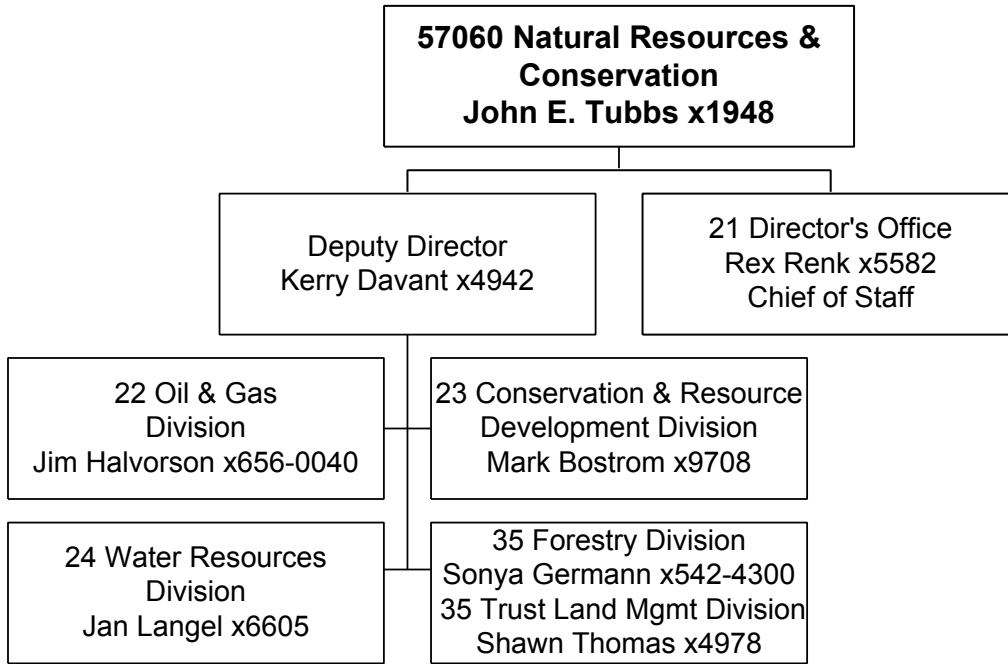 57060 Natural Resources &
Conservation
John E. Tubbs x1948
Deputy Director
Kerry Davant x4942
21 Director's Office
Rex Renk x5582
Chief of Staff
22 Oil & Gas
Division
Jim Halvorson x656-0040
23 Conservation & Resource
Development Division
Mark Bostrom x9708
24 Water Resources
Division
Jan Langel x6605
35 Forestry Division
Sonya Germann x542-4300
35 Trust Land Mgmt Division
Shawn Thomas x4978